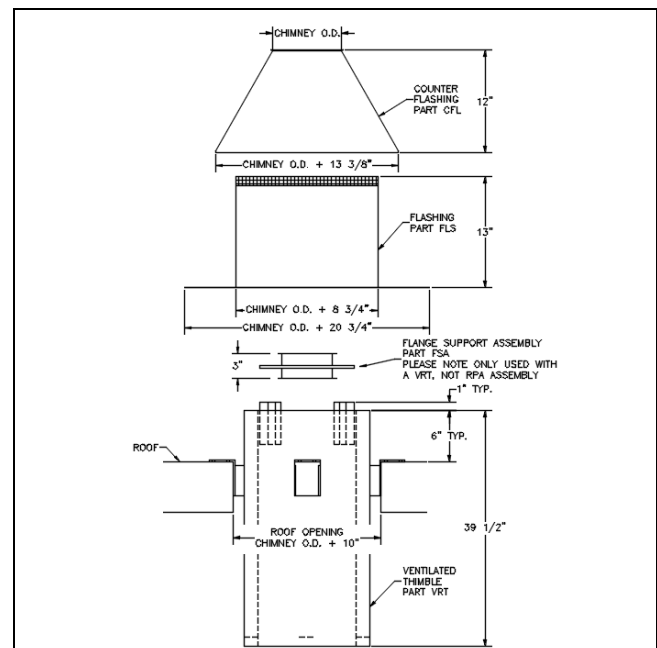 CHIMNEY O.D.
COUNTER
FLASHING
PART CFL
12"
CHIMNEY O.D. + 13 3/8"
FLASHING
PART FLS
13"
CHIMNEY O.D. + 8 3/4"
CHIMNEY O.D. + 20 3/4"
FLANGE SUPPORT ASSEMBLY
PART FSA
PLEASE NOTE ONLY USED WITH
A VRT, NOT RPA ASSEMBLY
3"
1" TYP.
6" TYP.
ROOF
39 1/2"
ROOF OPENING
CHIMNEY O.D. + 10"
VENTILATED
THIMBLE
PART VRT